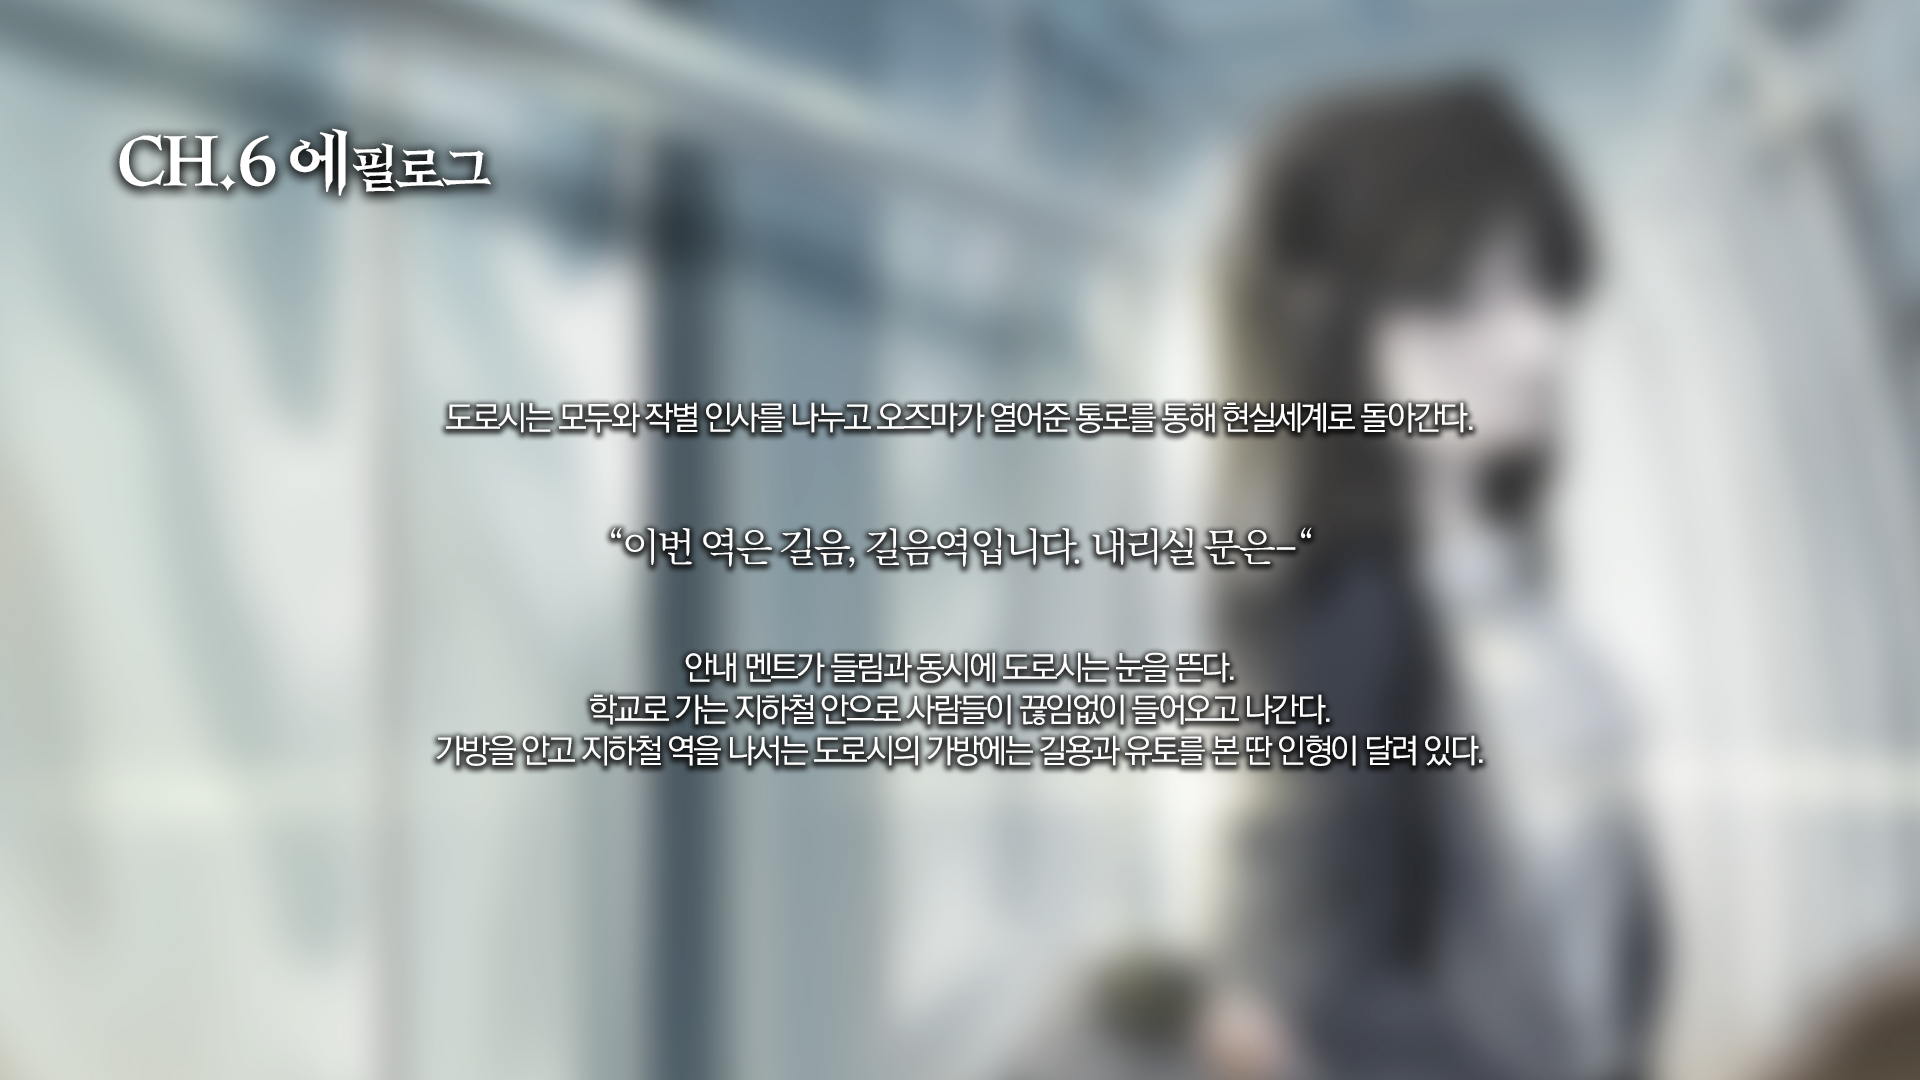 CH.6 에필로그
도로시는 모두와 작별 인사를 나누고 오즈마가 열어준 통로를 통해 현실세계로 돌아간다.
“이번 역은 길음, 길음역입니다. 내리실 문은-“
안내 멘트가 들림과 동시에 도로시는 눈을 뜬다.
학교로 가는 지하철 안으로 사람들이 끊임없이 들어오고 나간다.
가방을 안고 지하철 역을 나서는 도로시의 가방에는 길용과 유토를 본 딴 인형이 달려 있다.